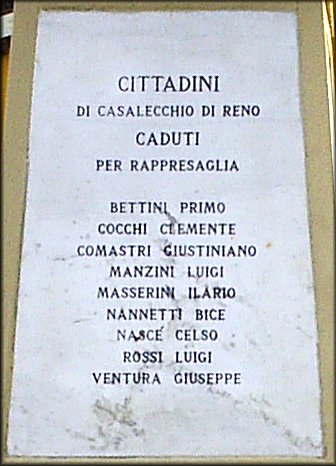 CITTADINI
DI CASALECCHIO DI RENO
CADUTI
PER RAPPRESAGLIA
BETTINI PRIMO
COCCHI CLEMENTE
COMASTRI GIUSTINIANO
MANZINI LUIGI
MASSERINI ILARIO
NANNETTI BICE
NASCÉ CELSO
ROSSI LUIGI
VENTURA GIUSEPPE